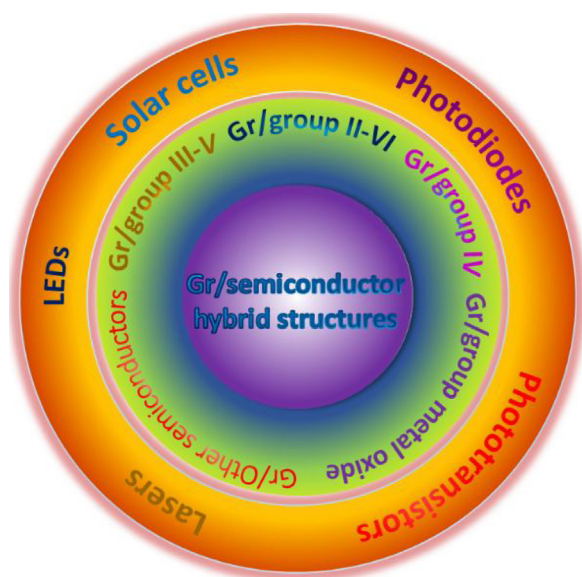 Solar cells
Photodiodes
Phototransistors
Lasers
LEDs
Gr/group III-V
Gr/group II-VI
Gr/group IV
Gr/group metal oxide
Gr/Other semiconductors
Gr/semiconductor
hybrid structures